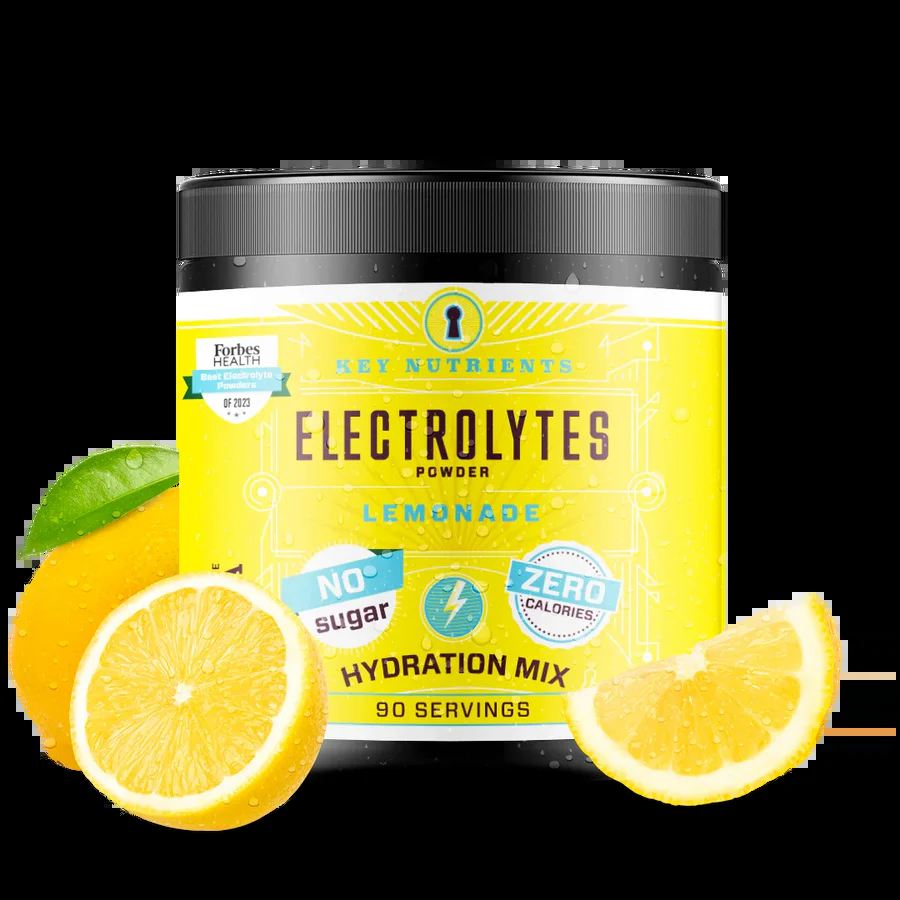 KEY NUTRIENTS
Forbes
HEALTH
Best Electrolyte
Powders
OF 2023
ELECTROLYTES
POWDER
LEMONADE
NO
sugar
ZERO
CALORIES
HYDRATION MIX
90 SERVINGS